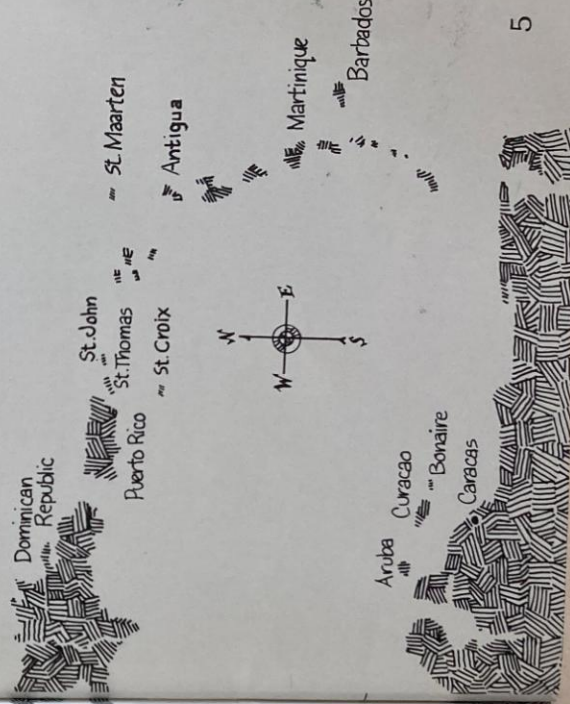 Dominican
Republic
Puerto Rico
St. John
St. Thomas
St. Croix
St. Maarten
Antigua
Martinique
Barbados
N
W
E
S
Aruba
Curacao
Bonaire
Caracas
5